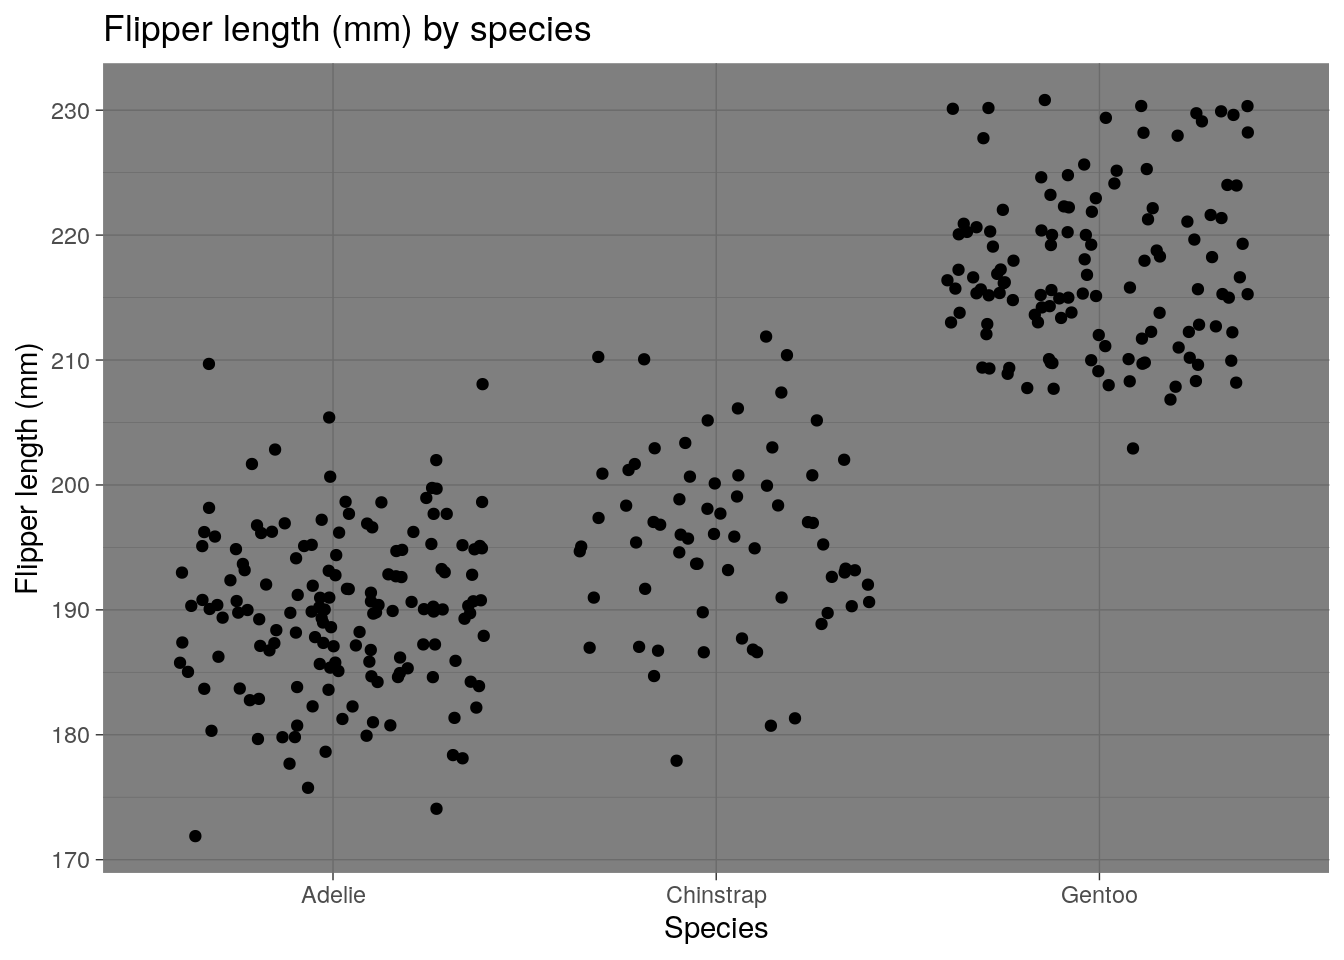 Flipper length (mm) by species
Flipper length (mm)
230
220
210
200
190
180
170
Adelie
Chinstrap
Gentoo
Species